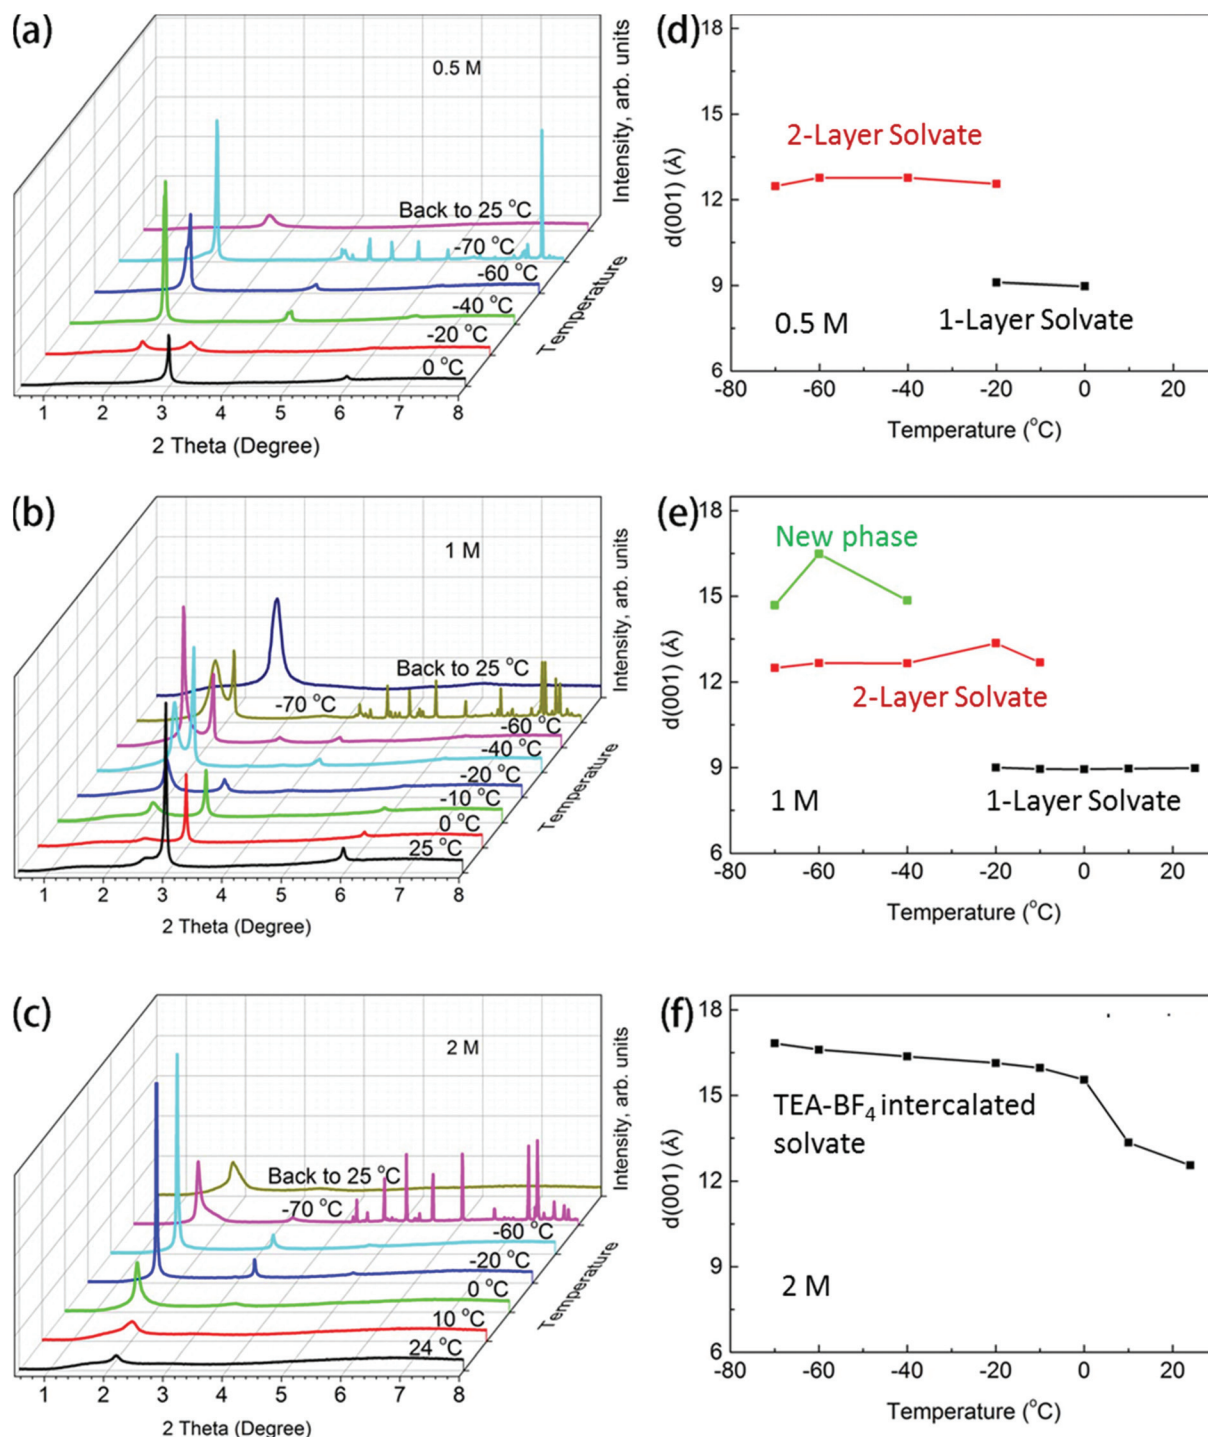 (a)
0.5 M
Back to 25 °C
-70 °C
-60 °C
-40 °C
-20 °C
0 °C
Intensity, arb. units
Temperature
1 2 3 4 5 6 7 8
2 Theta (Degree)
(d)
18
15
12
9
6
d(001) (Å)
2-Layer Solvate
1-Layer Solvate
0.5 M
-80 -60 -40 -20 0 20
Temperature (°C)
(b)
1 M
Back to 25 °C
-70 °C
-60 °C
-40 °C
-20 °C
-10 °C
0 °C
25 °C
Intensity, arb. units
Temperature
1 2 3 4 5 6 7 8
2 Theta (Degree)
(e)
18
15
12
9
6
d(001) (Å)
New phase
2-Layer Solvate
1-Layer Solvate
1 M
-80 -60 -40 -20 0 20
Temperature (°C)
(c)
2 M
Back to 25 °C
-70 °C
-60 °C
-20 °C
0 °C
10 °C
24 °C
Intensity, arb. units
Temperature
1 2 3 4 5 6 7 8
2 Theta (Degree)
(f)
18
15
12
9
6
d(001) (Å)
TEA-BF₄ intercalated
solvate
2 M
-80 -60 -40 -20 0 20
Temperature (°C)